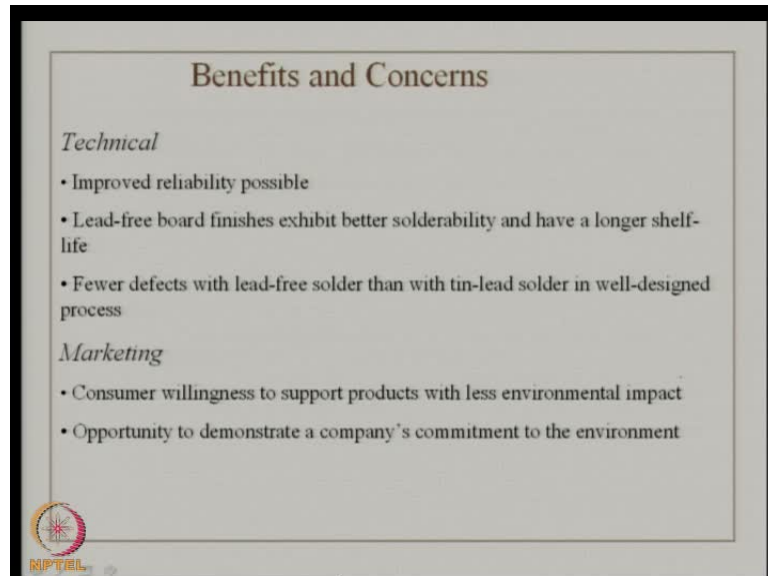 Benefits and Concerns
Technical
• Improved reliability possible
• Lead-free board finishes exhibit better solderability and have a longer shelf-
life
• Fewer defects with lead-free solder than with tin-lead solder in well-designed
process
Marketing
• Consumer willingness to support products with less environmental impact
• Opportunity to demonstrate a company's commitment to the environment
NPTEL